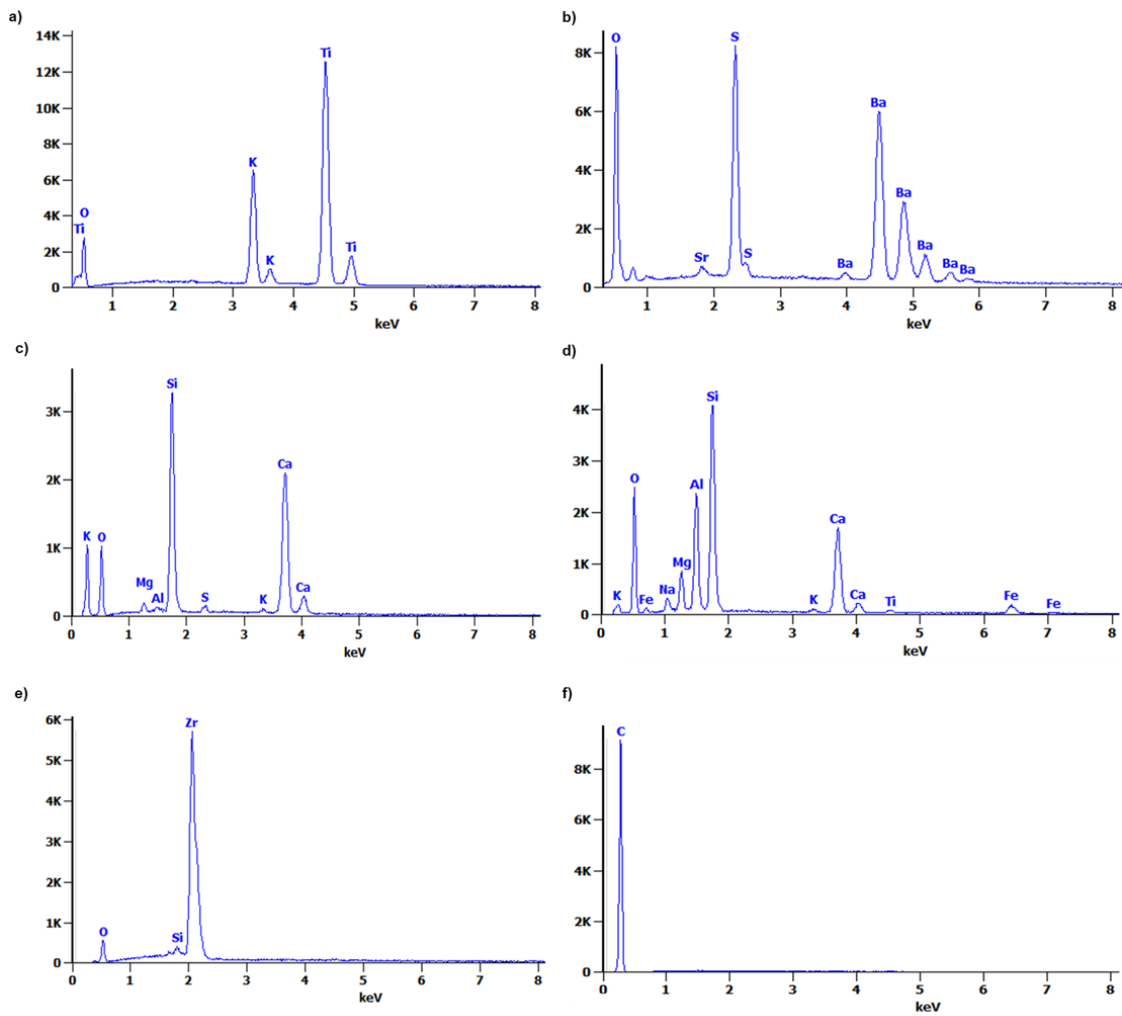 a)
14K
12K
10K
8K
6K
4K
2K
0
Ti
O
K
K
Ti
Ti
1 2 3 4 5 6 7 8
keV
b)
8K
6K
4K
2K
0
O
Sr
S
S
Ba
Ba
Ba
Ba
Ba
Ba
1 2 3 4 5 6 7 8
keV
c)
3K
2K
1K
0
K
O
Mg
Al
Si
S
K
Ca
Ca
0 1 2 3 4 5 6 7 8
keV
d)
4K
3K
2K
1K
0
K
O
Fe
Na
Mg
Al
Si
K
Ca
Ca
Ti
Fe
Fe
0 1 2 3 4 5 6 7 8
keV
e)
6K
5K
4K
3K
2K
1K
0
O
Si
Zr
0 1 2 3 4 5 6 7 8
keV
f)
8K
6K
4K
2K
0
C
0 1 2 3 4 5 6 7 8
keV